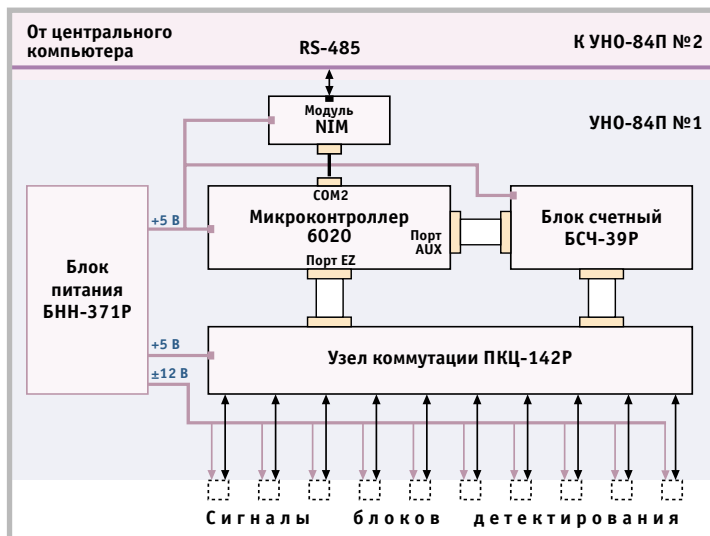 От центрального
компьютера
RS-485
К УНО-84П №2
УНО-84П №1
Модуль
NIM
COM2
Микроконтроллер
6020
Порт
AUX
Порт EZ
Блок счетный
БСЧ-39Р
Блок
питания
БНН-371Р
+5 В
+5 В
±12 В
Узел коммутации ПКЦ-142Р
Сигналы блоков детектирования